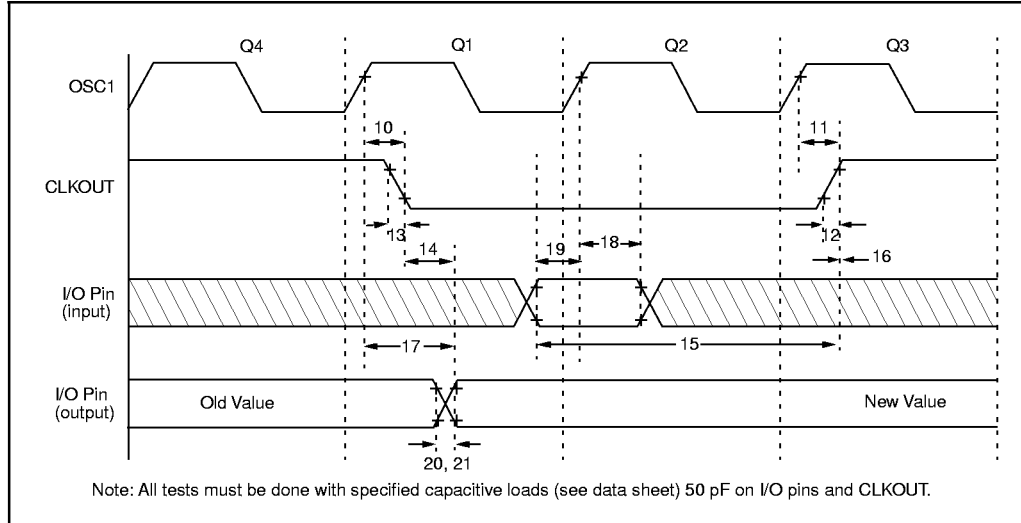 Q4 Q1 Q2 Q3
OSC1
10 11
CLKOUT
13 12
14 19 18 16
I/O Pin
(input)
17 15
I/O Pin
(output)
Old Value New Value
20, 21
Note: All tests must be done with specified capacitive loads (see data sheet) 50 pF on I/O pins and CLKOUT.